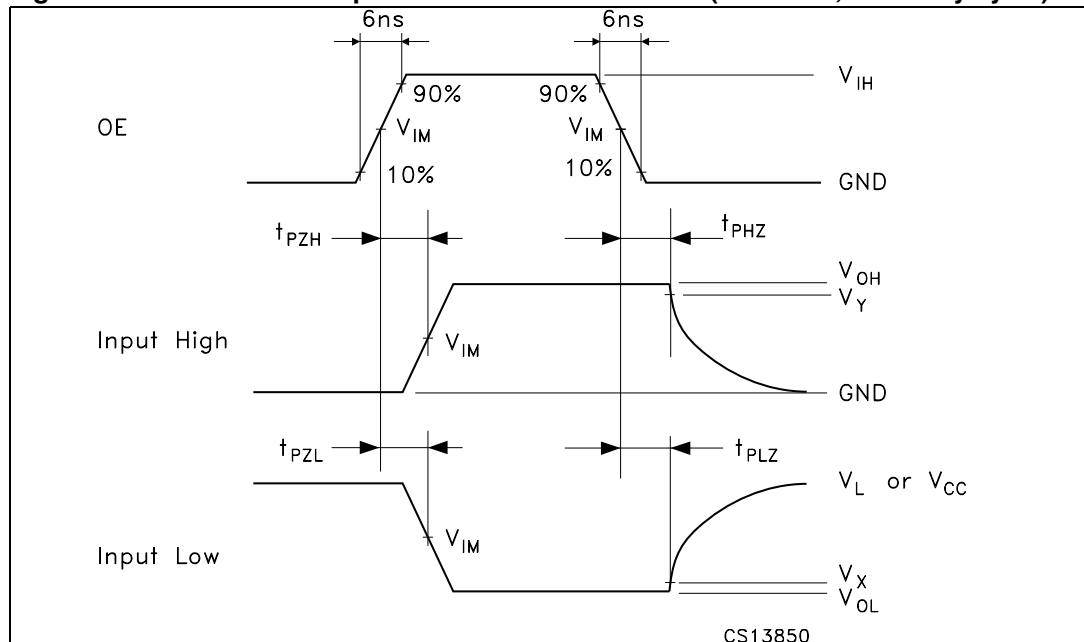 6ns 6ns
90% 90% V_IH
OE V_IM V_IM
10% 10% GND
t_PZH t_PHZ
V_OH
V_Y
Input High V_IM
GND
t_PZL t_PLZ
V_L or V_CC
Input Low V_IM
V_X
V_OL
CS13850